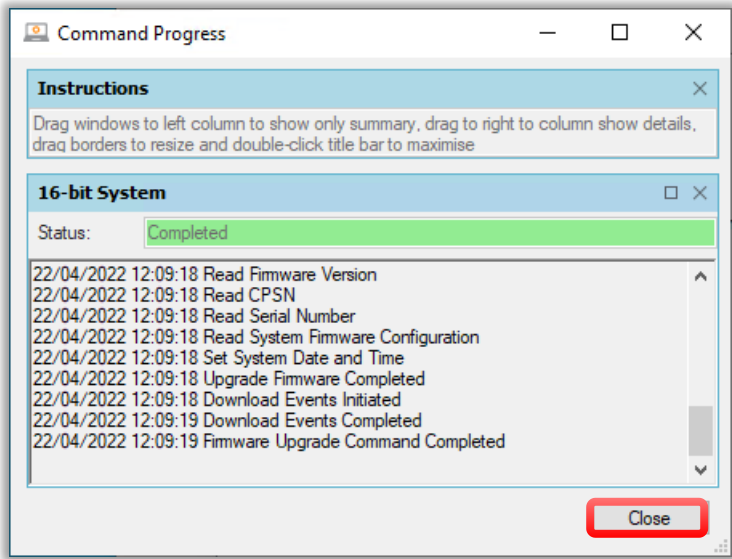 Command Progress
Instructions
Drag windows to left column to show only summary, drag to right to column show details,
drag borders to resize and double-click title bar to maximise
16-bit System
Status: Completed
22/04/2022 12:09:18 Read Firmware Version
22/04/2022 12:09:18 Read CPSN
22/04/2022 12:09:18 Read Serial Number
22/04/2022 12:09:18 Read System Firmware Configuration
22/04/2022 12:09:18 Set System Date and Time
22/04/2022 12:09:18 Upgrade Firmware Completed
22/04/2022 12:09:18 Download Events Initiated
22/04/2022 12:09:19 Download Events Completed
22/04/2022 12:09:19 Firmware Upgrade Command Completed
Close